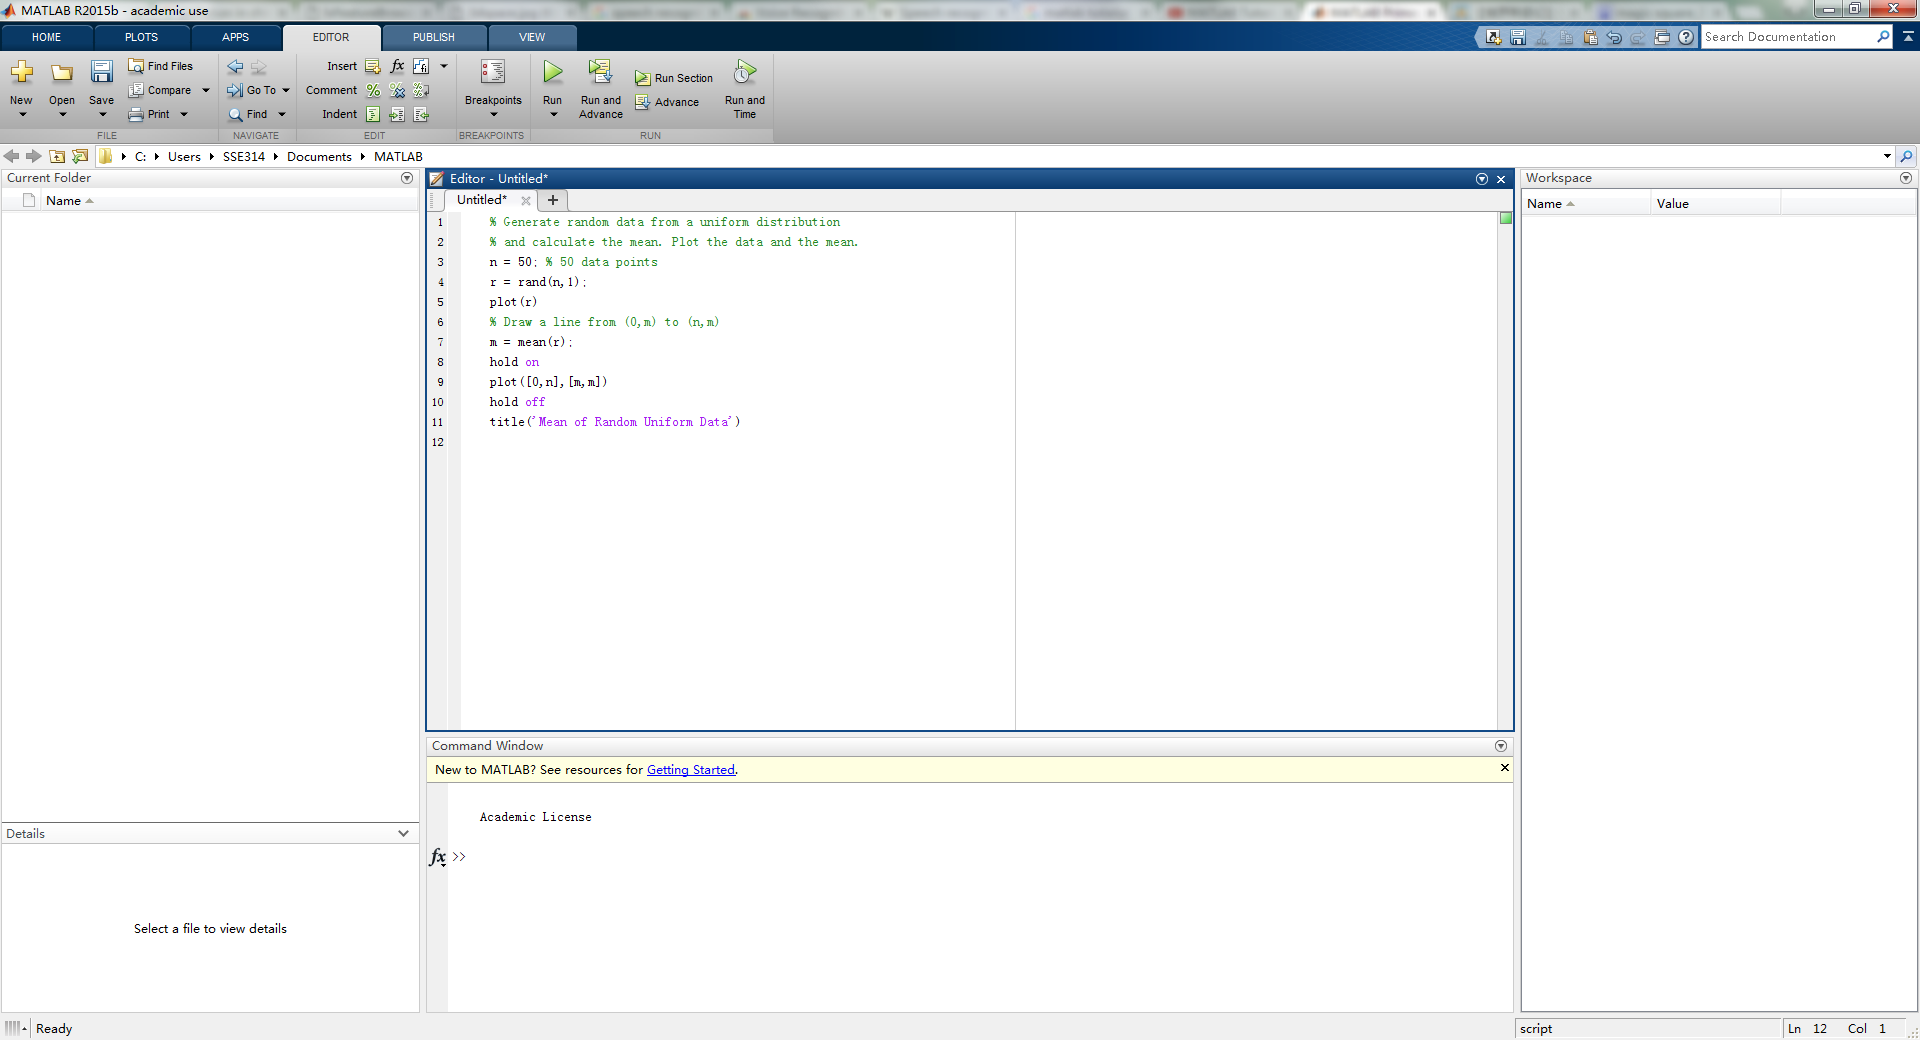 MATLAB R2015b - academic use
HOME PLOTS APPS EDITOR PUBLISH VIEW
Search Documentation
New Open Save Find Files Compare Print
FILE
Go To Find
NAVIGATE
Insert fx
Comment
Indent
EDIT
Breakpoints
BREAKPOINTS
Run Run and Advance Run Section Advance Run and Time
RUN
C: Users SSE314 Documents MATLAB
Current Folder
Name
Editor - Untitled*
Untitled* +
1 % Generate random data from a uniform distribution
2 % and calculate the mean. Plot the data and the mean.
3 n = 50; % 50 data points
4 r = rand(n,1);
5 plot(r)
6 % Draw a line from (0,m) to (n,m)
7 m = mean(r);
8 hold on
9 plot([0,n],[m,m])
10 hold off
11 title('Mean of Random Uniform Data')
12
Workspace
Name Value
Command Window
New to MATLAB? See resources for Getting Started.
Academic License
fx >>
Details
Select a file to view details
Ready
script Ln 12 Col 1